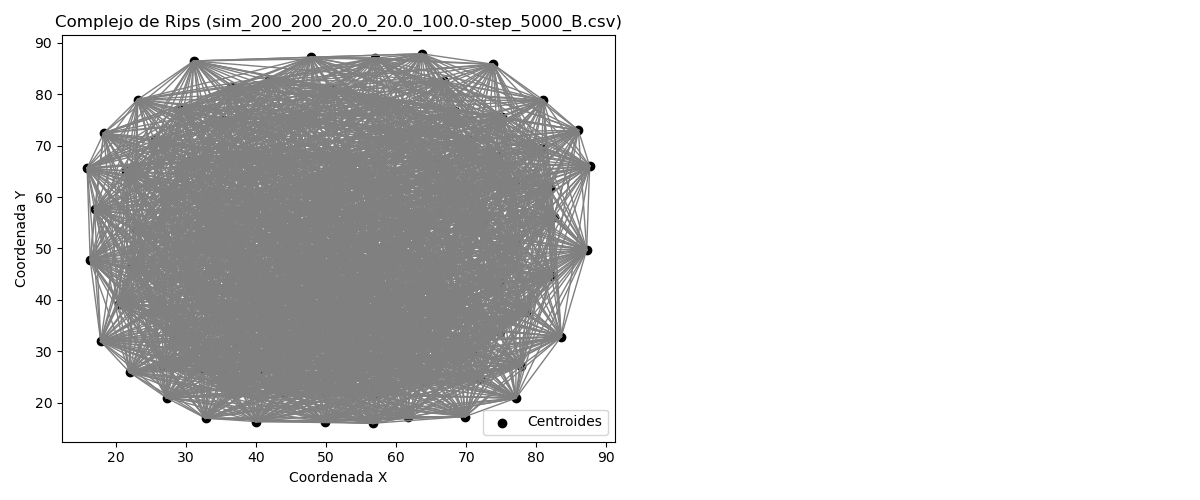 Complejo de Rips (sim_200_200_20.0_20.0_100.0-step_5000_B.csv)
90
80
70
60
50
40
30
20
Coordenada Y
Centroides
20 30 40 50 60 70 80 90
Coordenada X